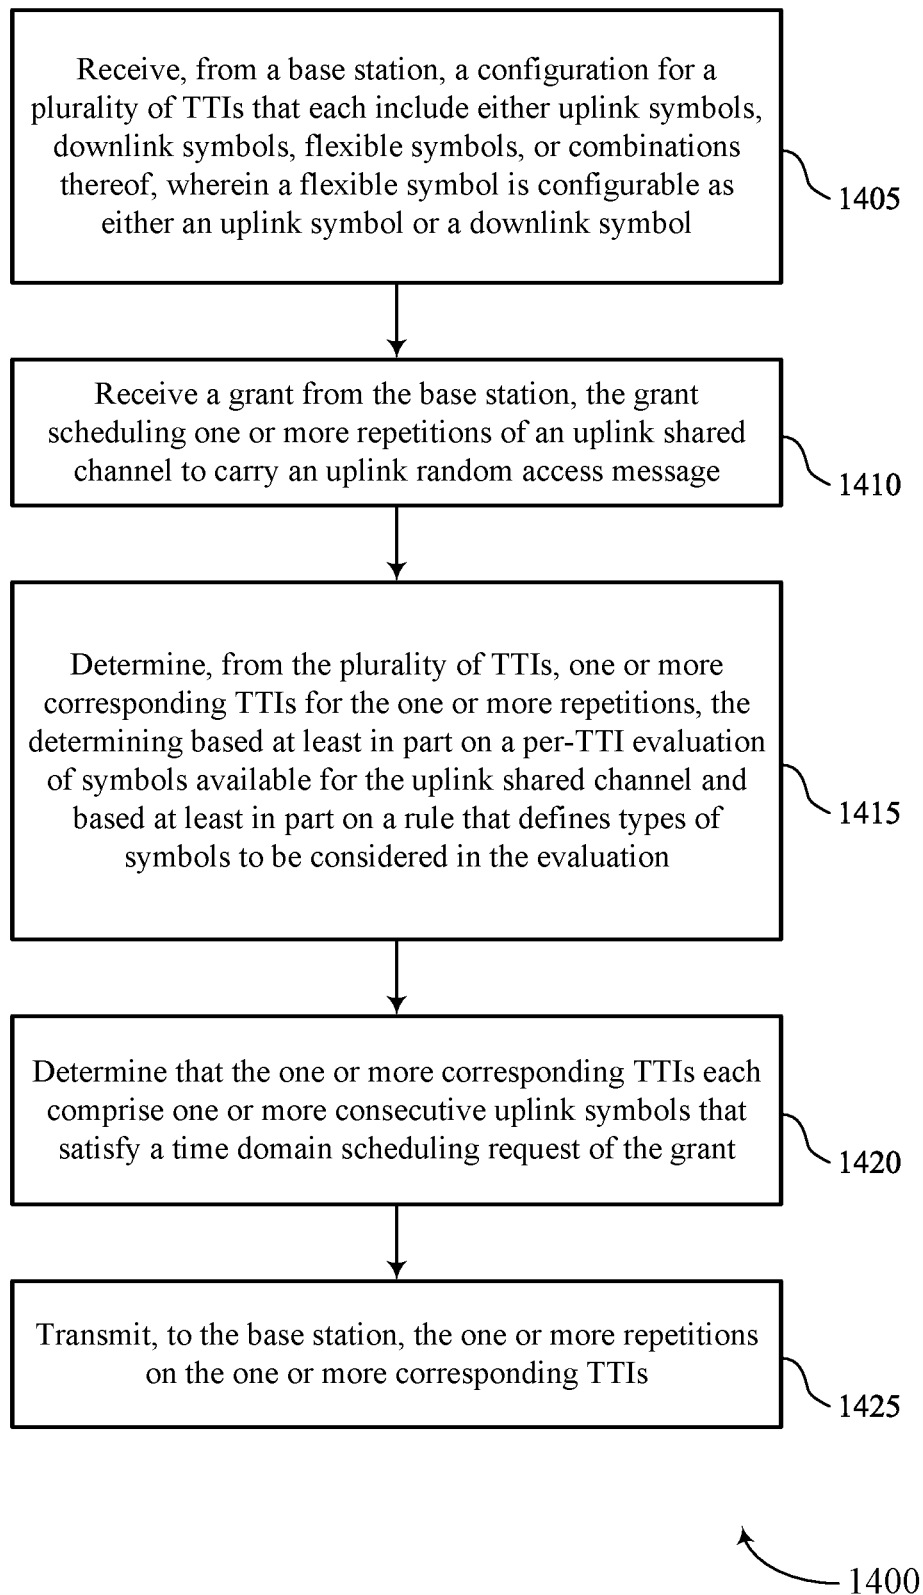 Receive, from a base station, a configuration for a
plurality of TTIs that each include either uplink symbols,
downlink symbols, flexible symbols, or combinations
thereof, wherein a flexible symbol is configurable as
either an uplink symbol or a downlink symbol
1405
Receive a grant from the base station, the grant
scheduling one or more repetitions of an uplink shared
channel to carry an uplink random access message
1410
Determine, from the plurality of TTIs, one or more
corresponding TTIs for the one or more repetitions, the
determining based at least in part on a per-TTI evaluation
of symbols available for the uplink shared channel and
based at least in part on a rule that defines types of
symbols to be considered in the evaluation
1415
Determine that the one or more corresponding TTIs each
comprise one or more consecutive uplink symbols that
satisfy a time domain scheduling request of the grant
1420
Transmit, to the base station, the one or more repetitions
on the one or more corresponding TTIs
1425
1400